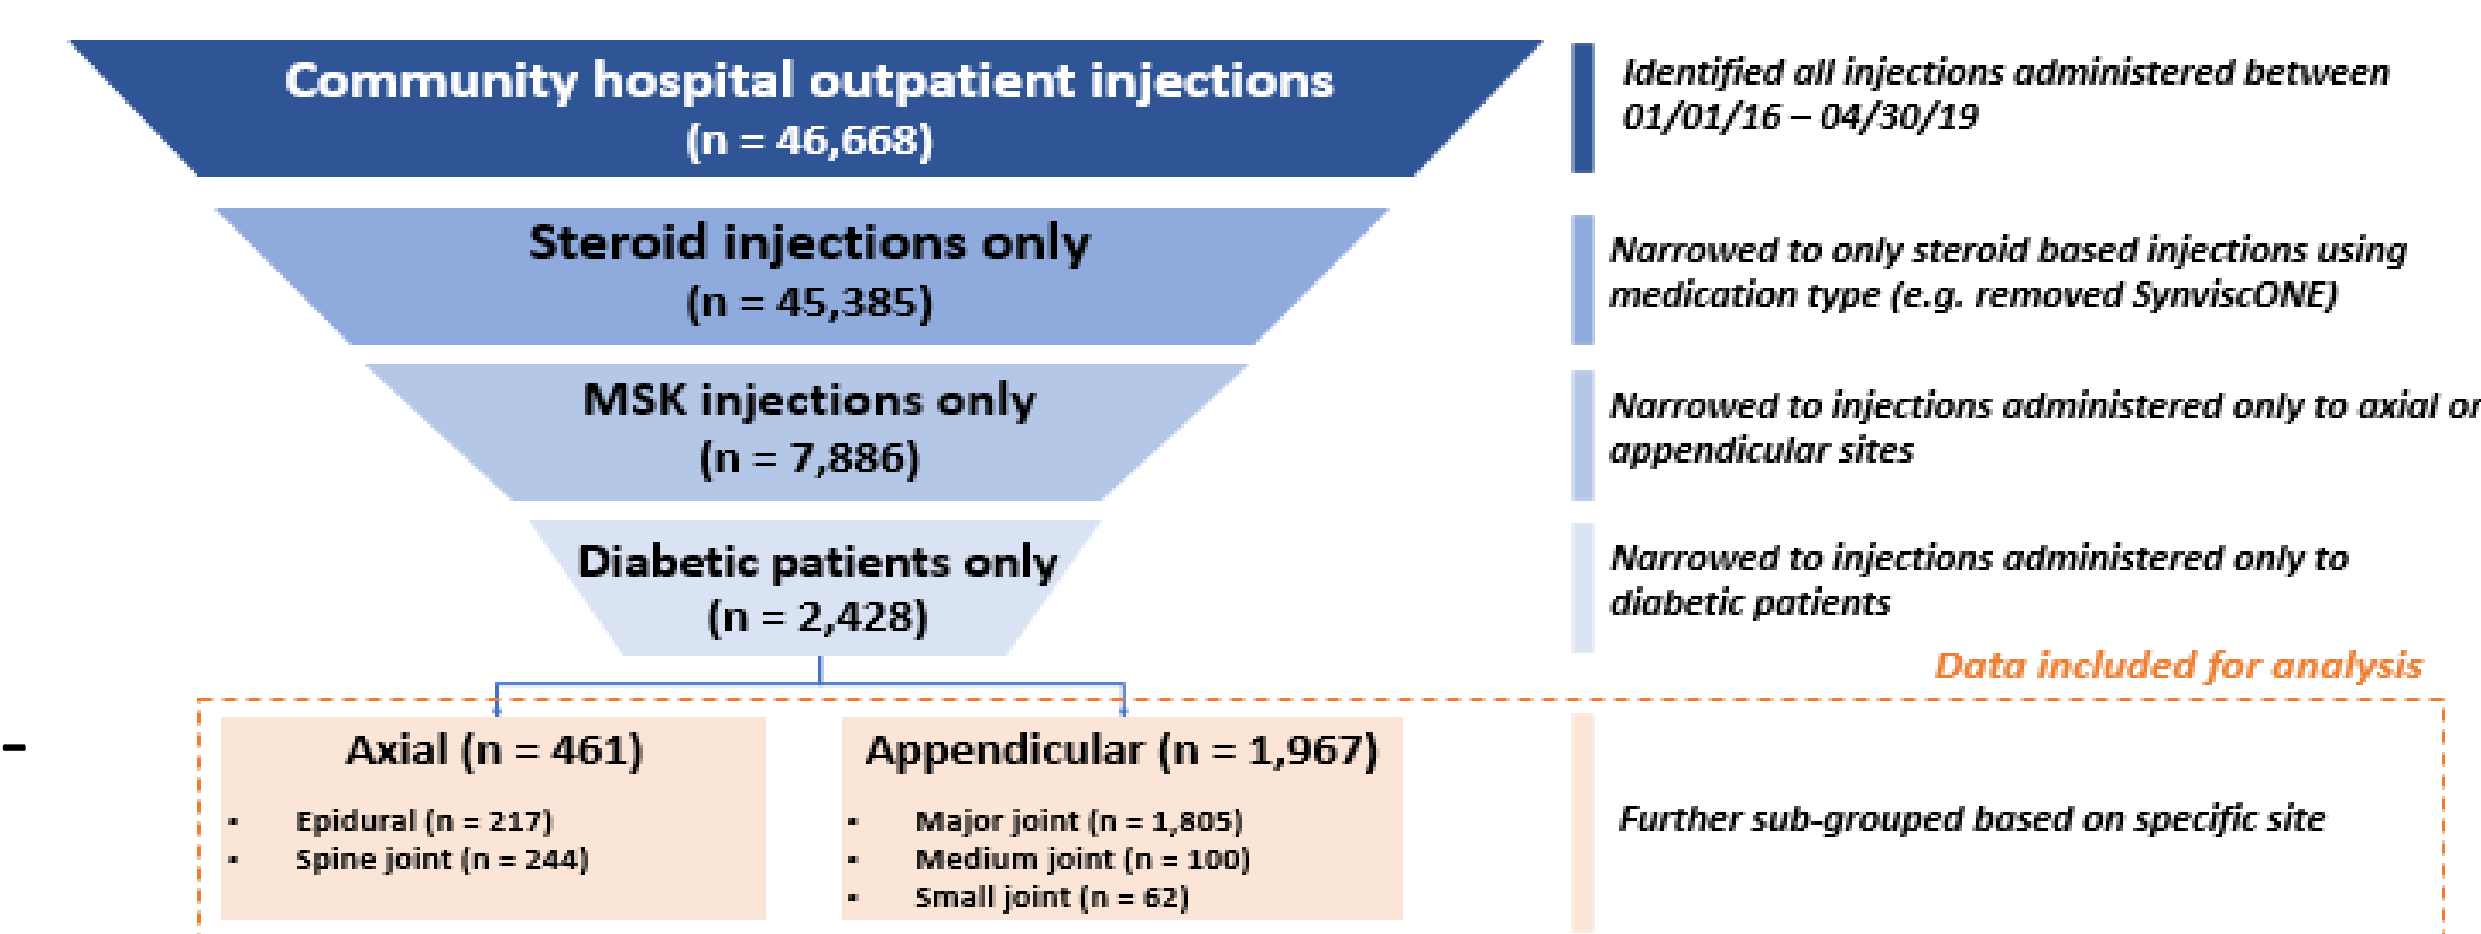 Community hospital outpatient injections
(n = 46,668)
Identified all injections administered between
01/01/16 – 04/30/19
Steroid injections only
(n = 45,385)
Narrowed to only steroid based injections using
medication type (e.g. removed SynviscONE)
MSK injections only
(n = 7,886)
Narrowed to injections administered only to axial or
appendicular sites
Diabetic patients only
(n = 2,428)
Narrowed to injections administered only to
diabetic patients
Data included for analysis
–
Axial (n = 461)
▪ Epidural (n = 217)
▪ Spine joint (n = 244)
Appendicular (n = 1,967)
▪ Major joint (n = 1,805)
▪ Medium joint (n = 100)
▪ Small joint (n = 62)
Further sub-grouped based on specific site